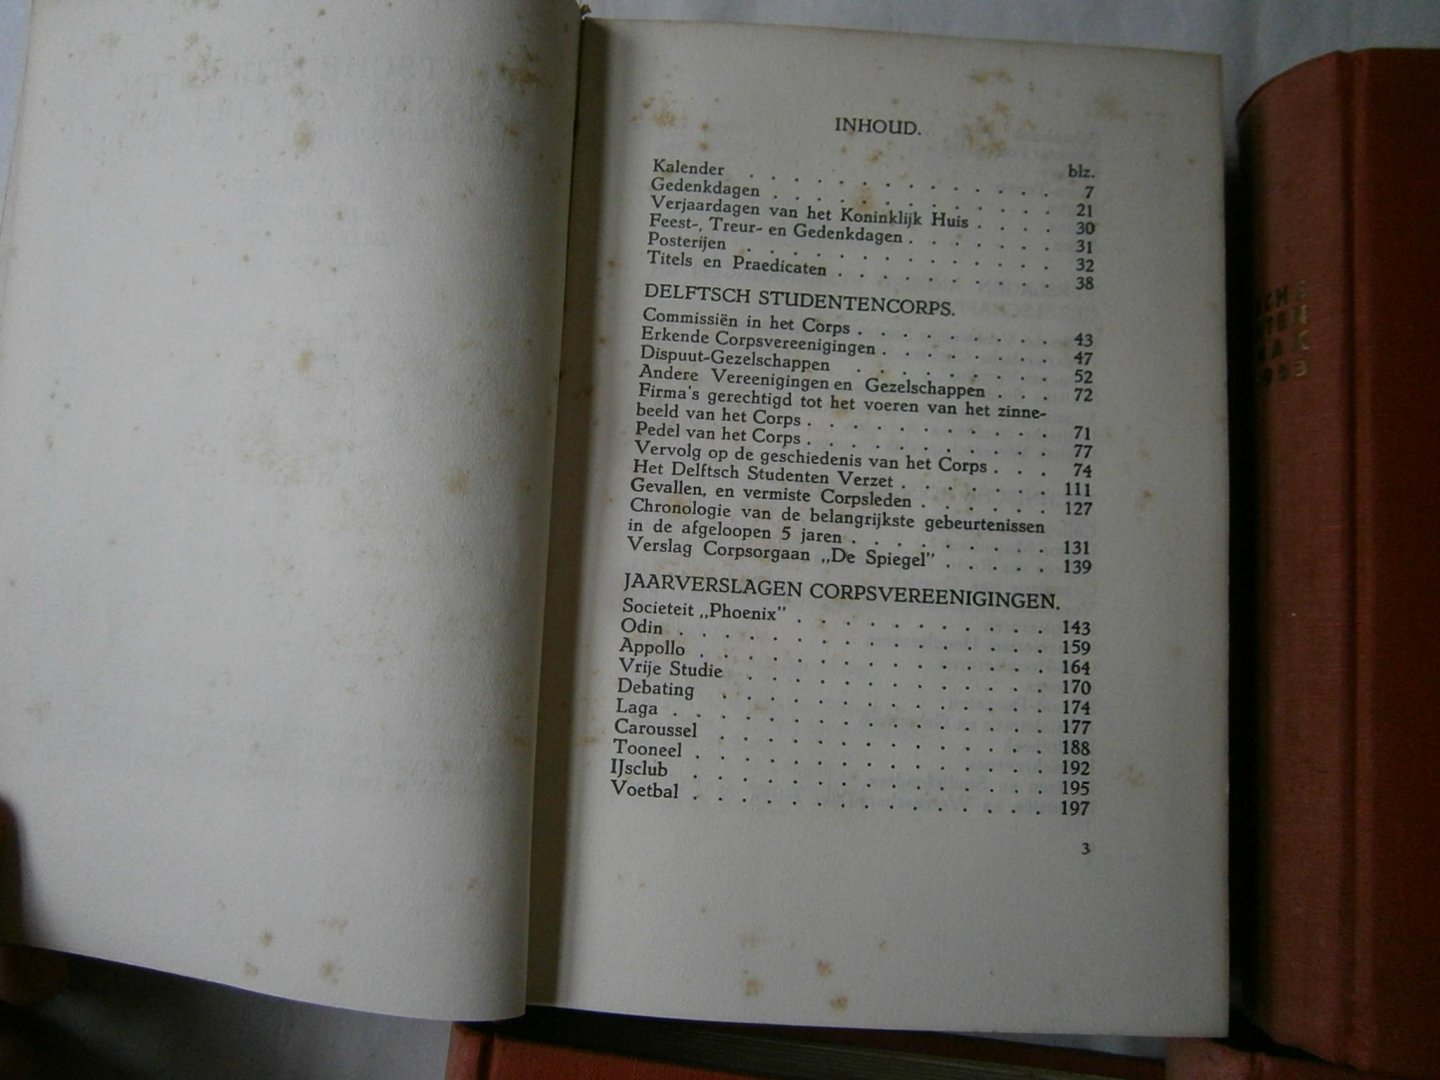 INHOUD.
blz.
Kalender . . . . . . . . . . . . . . 7
Gedenkdagen . . . . . . . . . . . . . 21
Verjaardagen van het Koninklijk Huis . . . . 30
Feest-, Treur- en Gedenkdagen . . . . . . . 31
Posterijen . . . . . . . . . . . . . . 32
Titels en Praedicaten . . . . . . . . . . 38
DELFTSCH STUDENTENCORPS.
Commissiën in het Corps . . . . . . . . . 43
Erkende Corpsvereenigingen . . . . . . . . 47
Dispuut-Gezelschappen . . . . . . . . . 52
Andere Vereenigingen en Gezelschappen . . . 72
Firma's gerechtigd tot het voeren van het zinne-
beeld van het Corps . . . . . . . . . . . 71
Pedel van het Corps . . . . . . . . . . . 77
Vervolg op de geschiedenis van het Corps . . . 74
Het Delftsch Studenten Verzet . . . . . . . 111
Gevallen, en vermiste Corpsleden . . . . . . 127
Chronologie van de belangrijkste gebeurtenissen
in de afgeloopen 5 jaren . . . . . . . . . 131
Verslag Corpsorgaan „De Spiegel" . . . . . 139
JAARVERSLAGEN CORPSVEREENIGINGEN.
Societeit „Phoenix" . . . . . . . . . . . 143
Odin . . . . . . . . . . . . . . . . 159
Appollo . . . . . . . . . . . . . . . 164
Vrije Studie . . . . . . . . . . . . . 170
Debating . . . . . . . . . . . . . . 174
Laga . . . . . . . . . . . . . . . . 177
Caroussel . . . . . . . . . . . . . . 188
Tooneel . . . . . . . . . . . . . . . 192
IJsclub . . . . . . . . . . . . . . . 195
Voetbal . . . . . . . . . . . . . . . 197
3